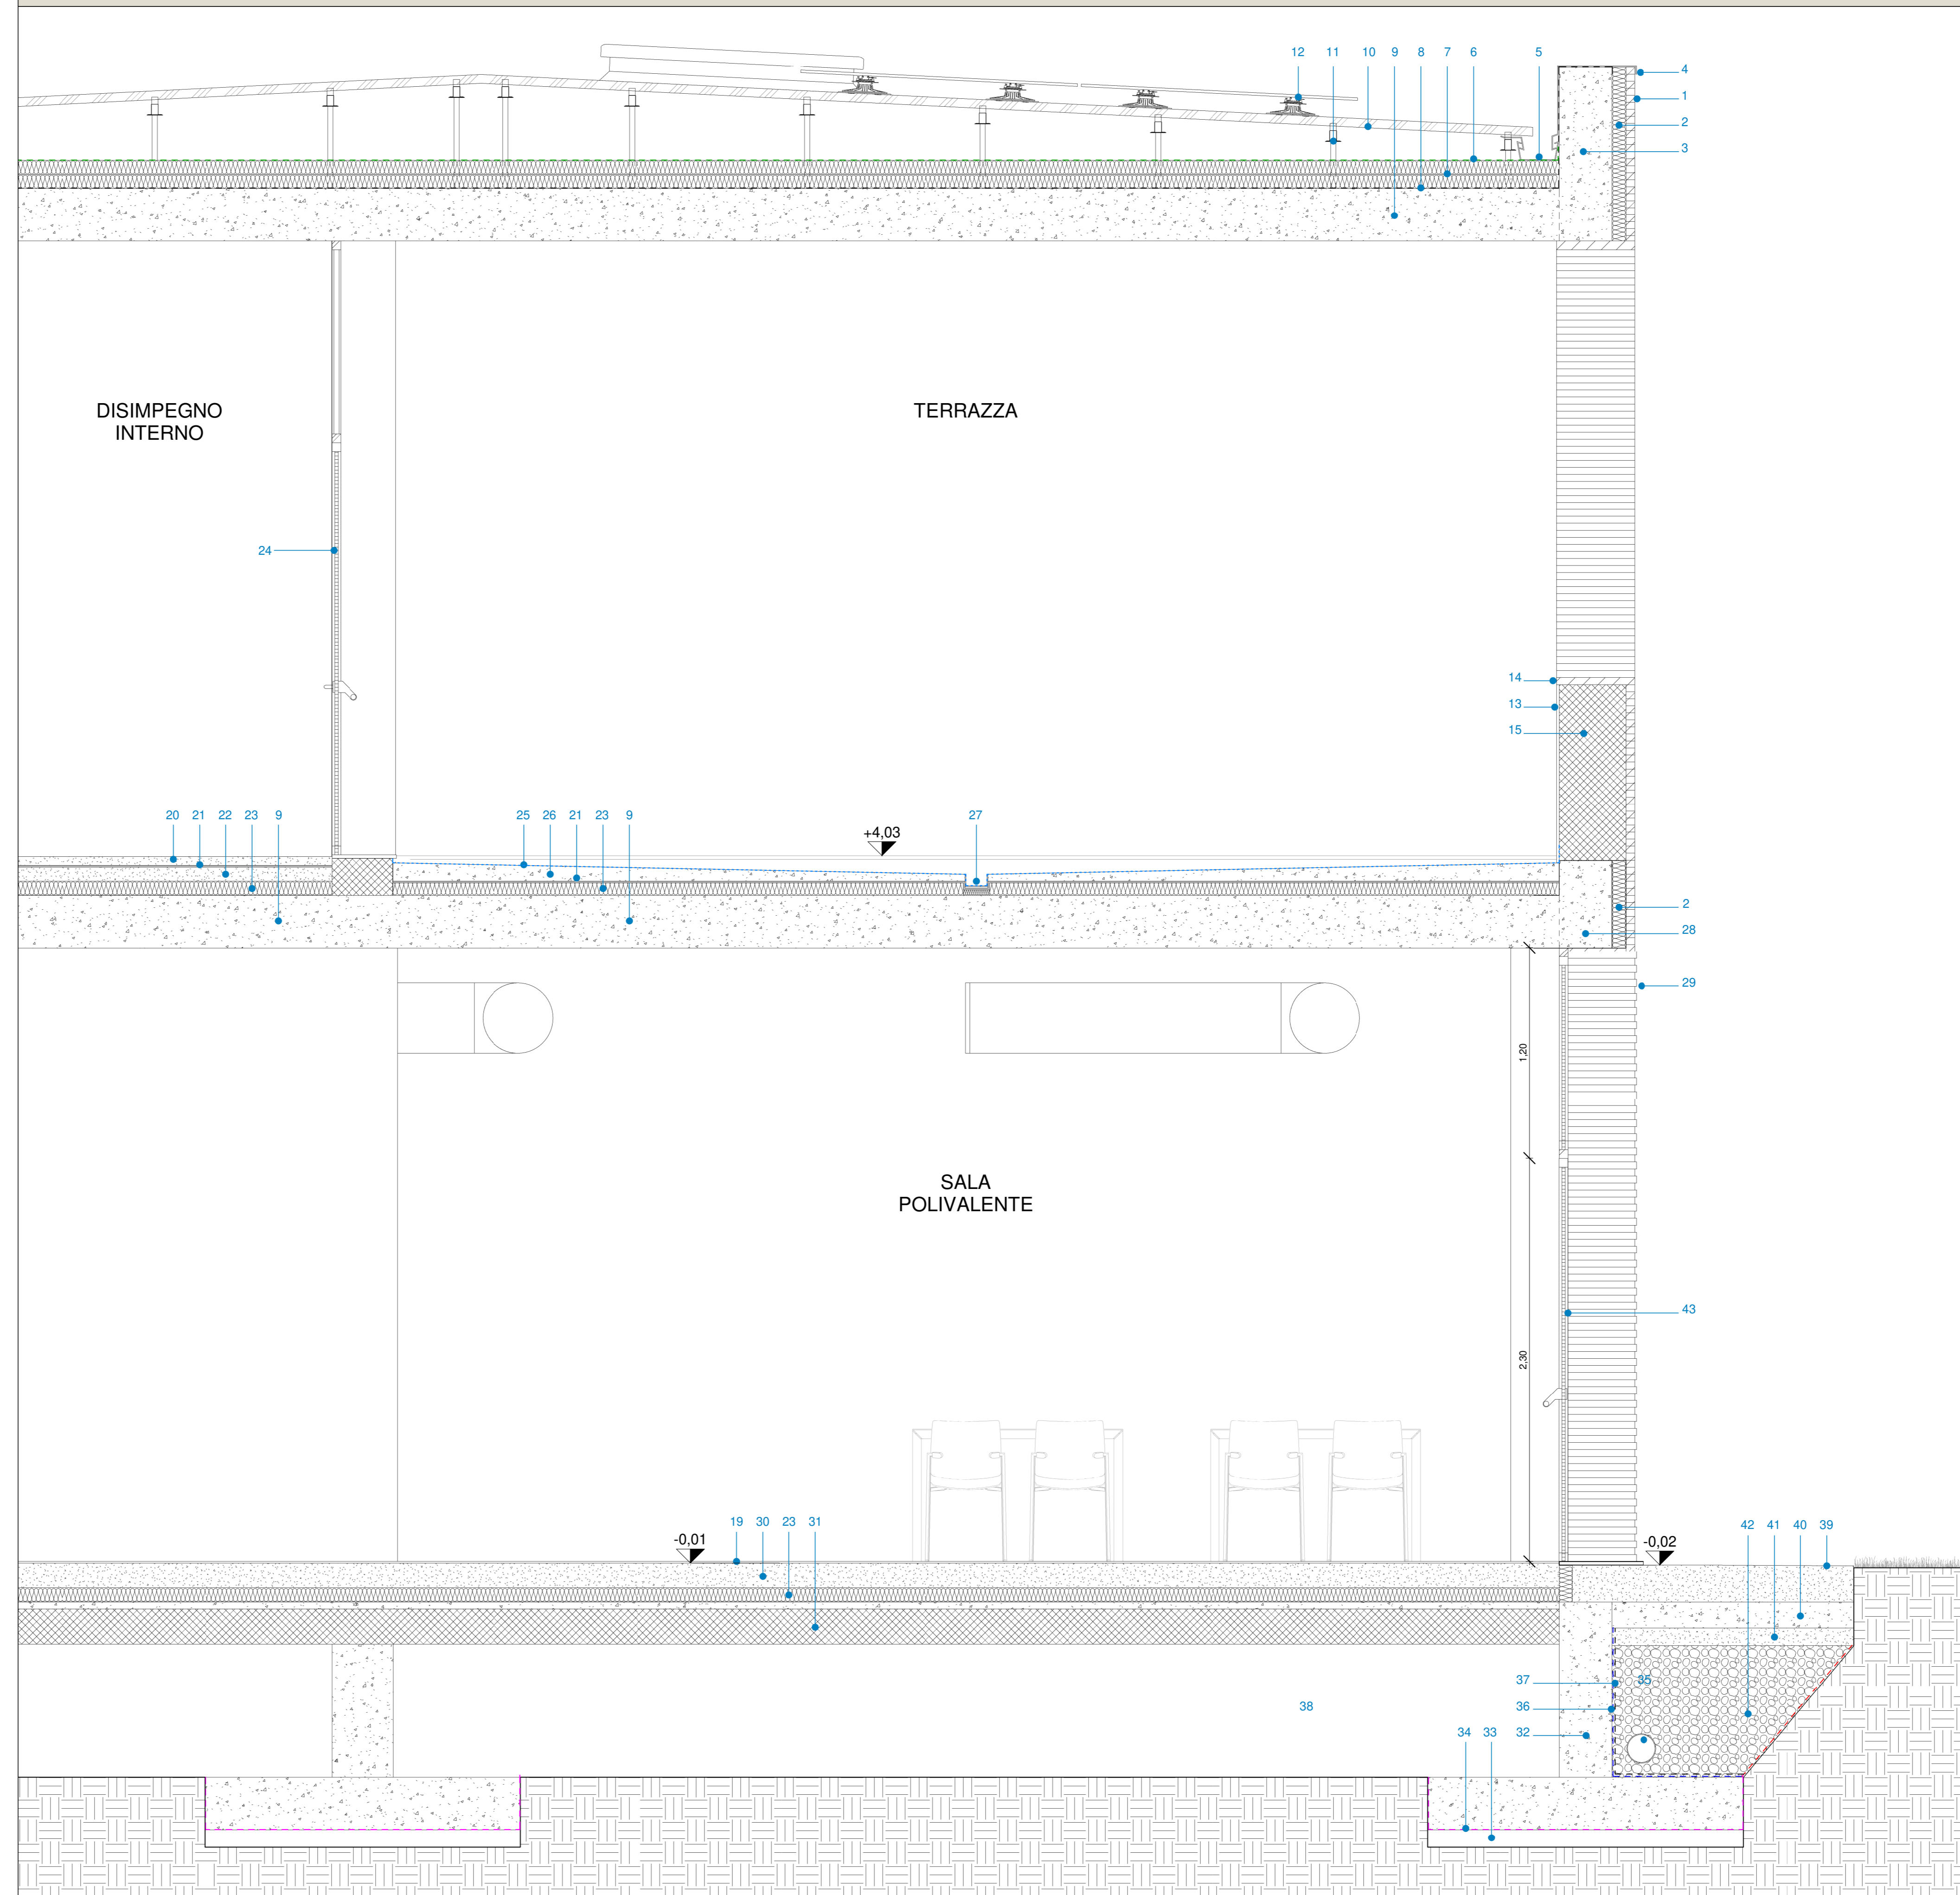 12 11 10 9 8 7 6 5
4
1
2
3
DISIMPEGNO
INTERNO
TERRAZZA
24
14
13
15
20 21 22 23 9
25 26 21 23 9
27
+4,03
2
28
29
1,20
SALA
POLIVALENTE
43
2,30
-0,01
19 30 23 31
-0,02
42 41 40 39
37
35
36
38
34 33 32